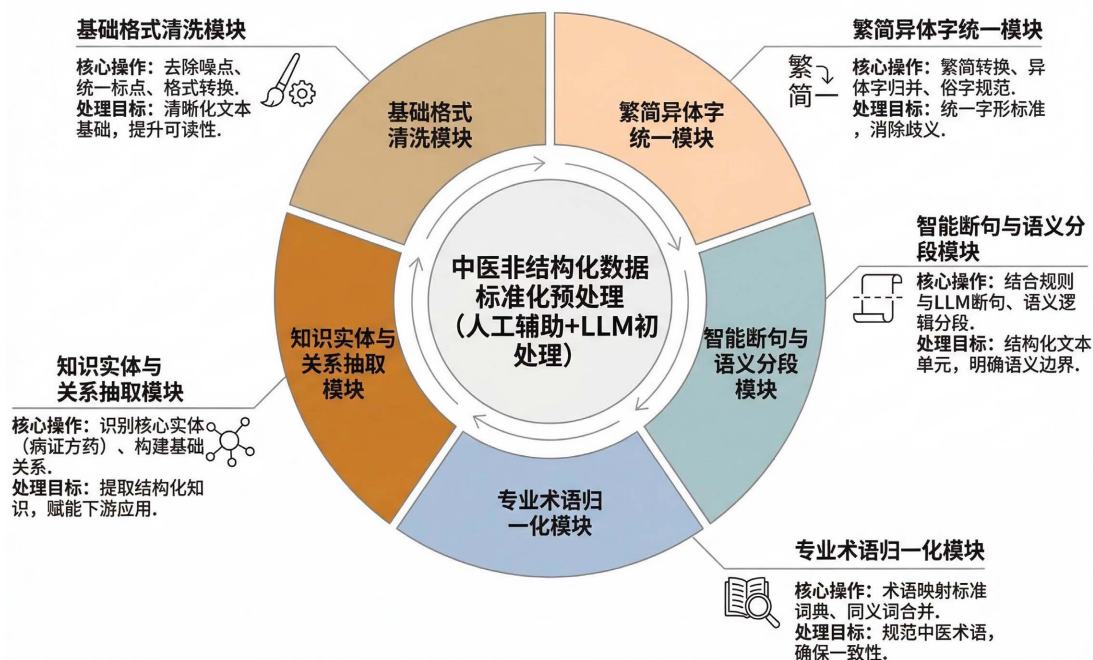 基础格式清洗模块
核心操作：去除噪点、
统一标点、格式转换.
处理目标：清晰化文本
基础，提升可读性.
繁简异体字统一模块
繁
简
核心操作：繁简转换、异
体字归并、俗字规范.
处理目标：统一字形标准
，消除歧义.
基础格式
清洗模块
繁简异体字
统一模块
智能断句与语义分
段模块
核心操作：结合规则
与LLM断句、语义逻
辑分段.
处理目标：结构化文本
单元，明确语义边界.
中医非结构化数据
标准化预处理
（人工辅助+LLM初
处理）
知识实体与
关系抽取
模块
智能断句与
语义分段
模块
知识实体与
关系抽取模块
核心操作：识别核心实体
（病证方药）、构建基础
关系.
处理目标：提取结构化知
识，赋能下游应用.
专业术语归
一化模块
专业术语归一化模块
核心操作：术语映射标准
词典、同义词合并.
处理目标：规范中医术语，
确保一致性.